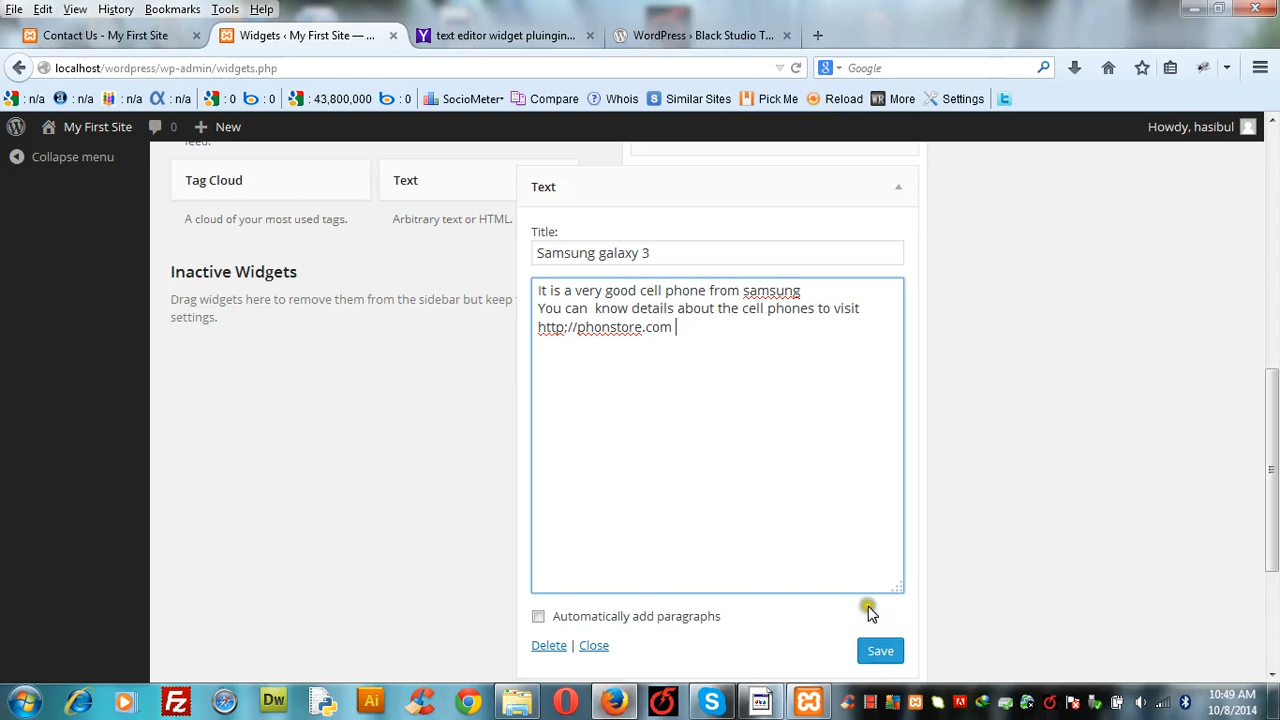 File Edit View History Bookmarks Tools Help
Contact Us - My First Site × Widgets ‹ My First Site — ... × text editor widget pluinging... × WordPress › Black Studio T... × +
localhost/wordpress/wp-admin/widgets.php
Google
: n/a : n/a : n/a : n/a : 0 : 0 : 43,800,000 : 0 SocioMeter Compare Whois Similar Sites Pick Me Reload More Settings
My First Site 0 + New Howdy, hasibul
Collapse menu
feed.
Tag Cloud Text
A cloud of your most used tags. Arbitrary text or HTML.
Inactive Widgets
Drag widgets here to remove them from the sidebar but keep
settings.
Text
Title:
Samsung galaxy 3
It is a very good cell phone from samsung
You can  know details about the cell phones to visit
http://phonstore.com
Automatically add paragraphs
Delete | Close
Save
10:49 AM
10/8/2014